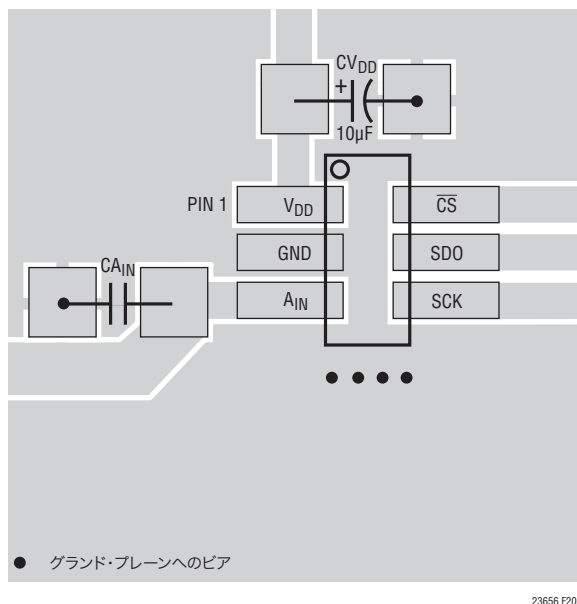 CVDD
+
10µF
PIN 1 VDD C̅S̅
GND SDO
CAIN
AIN SCK
● グランド・プレーンへのビア
23656 F20